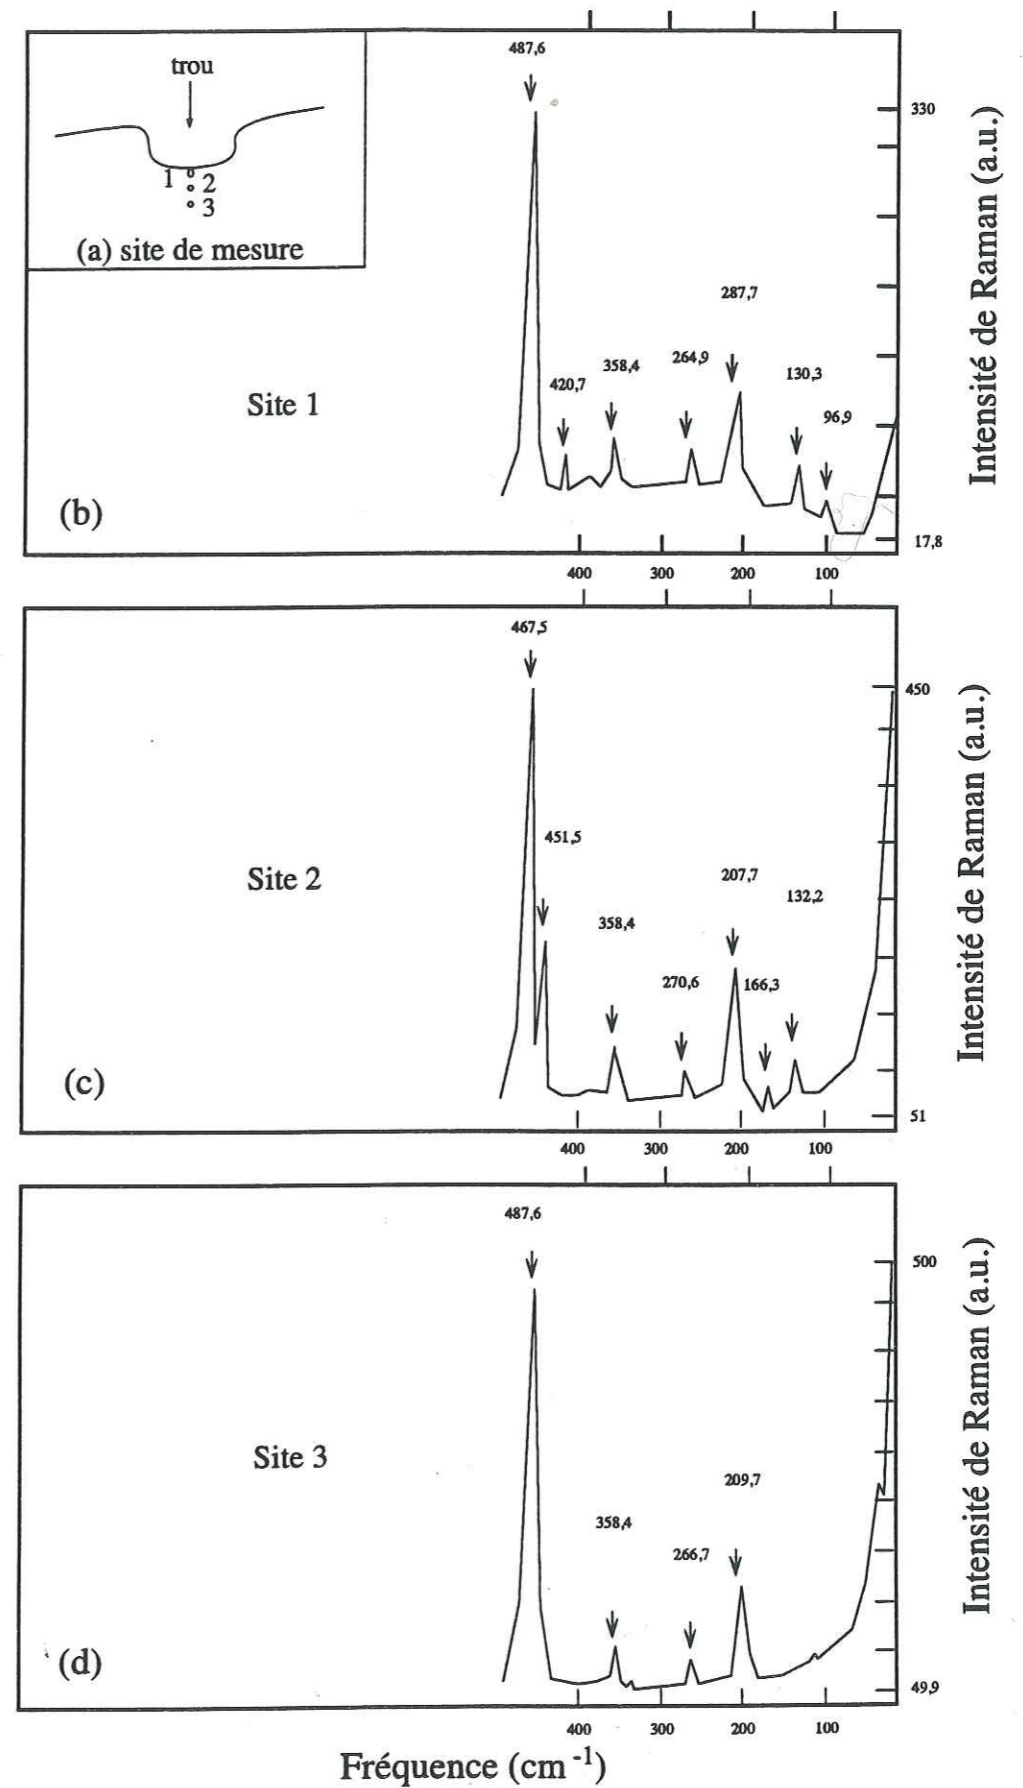 trou
1
2
3
(a) site de mesure
487,6
420,7
358,4
264,9
287,7
130,3
96,9
330
17,8
Site 1
(b)
Intensité de Raman (a.u.)
400 300 200 100
467,5
451,5
358,4
270,6
207,7
166,3
132,2
450
51
Site 2
(c)
Intensité de Raman (a.u.)
400 300 200 100
487,6
358,4
266,7
209,7
500
49,9
Site 3
(d)
Intensité de Raman (a.u.)
400 300 200 100
Fréquence (cm -1)